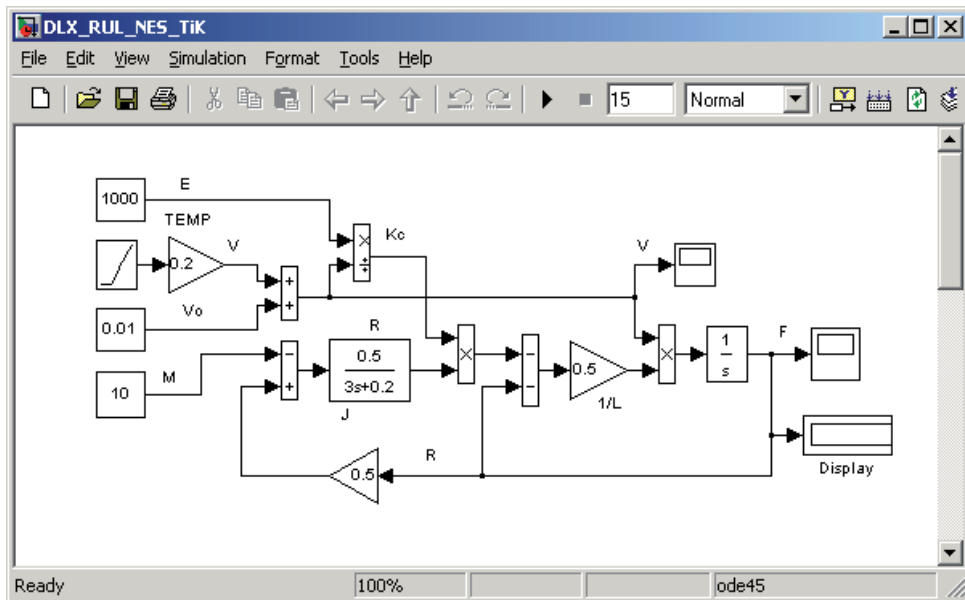 DLX_RUL_NES_TiK
File Edit View Simulation Format Tools Help
15 Normal
1000
E
TEMP
0.2
V
Kc
V
0.01
Vo
10
M
R
0.5
3s+0.2
J
0.5
1/L
1
s
F
0.5
R
Display
Ready 100% ode45